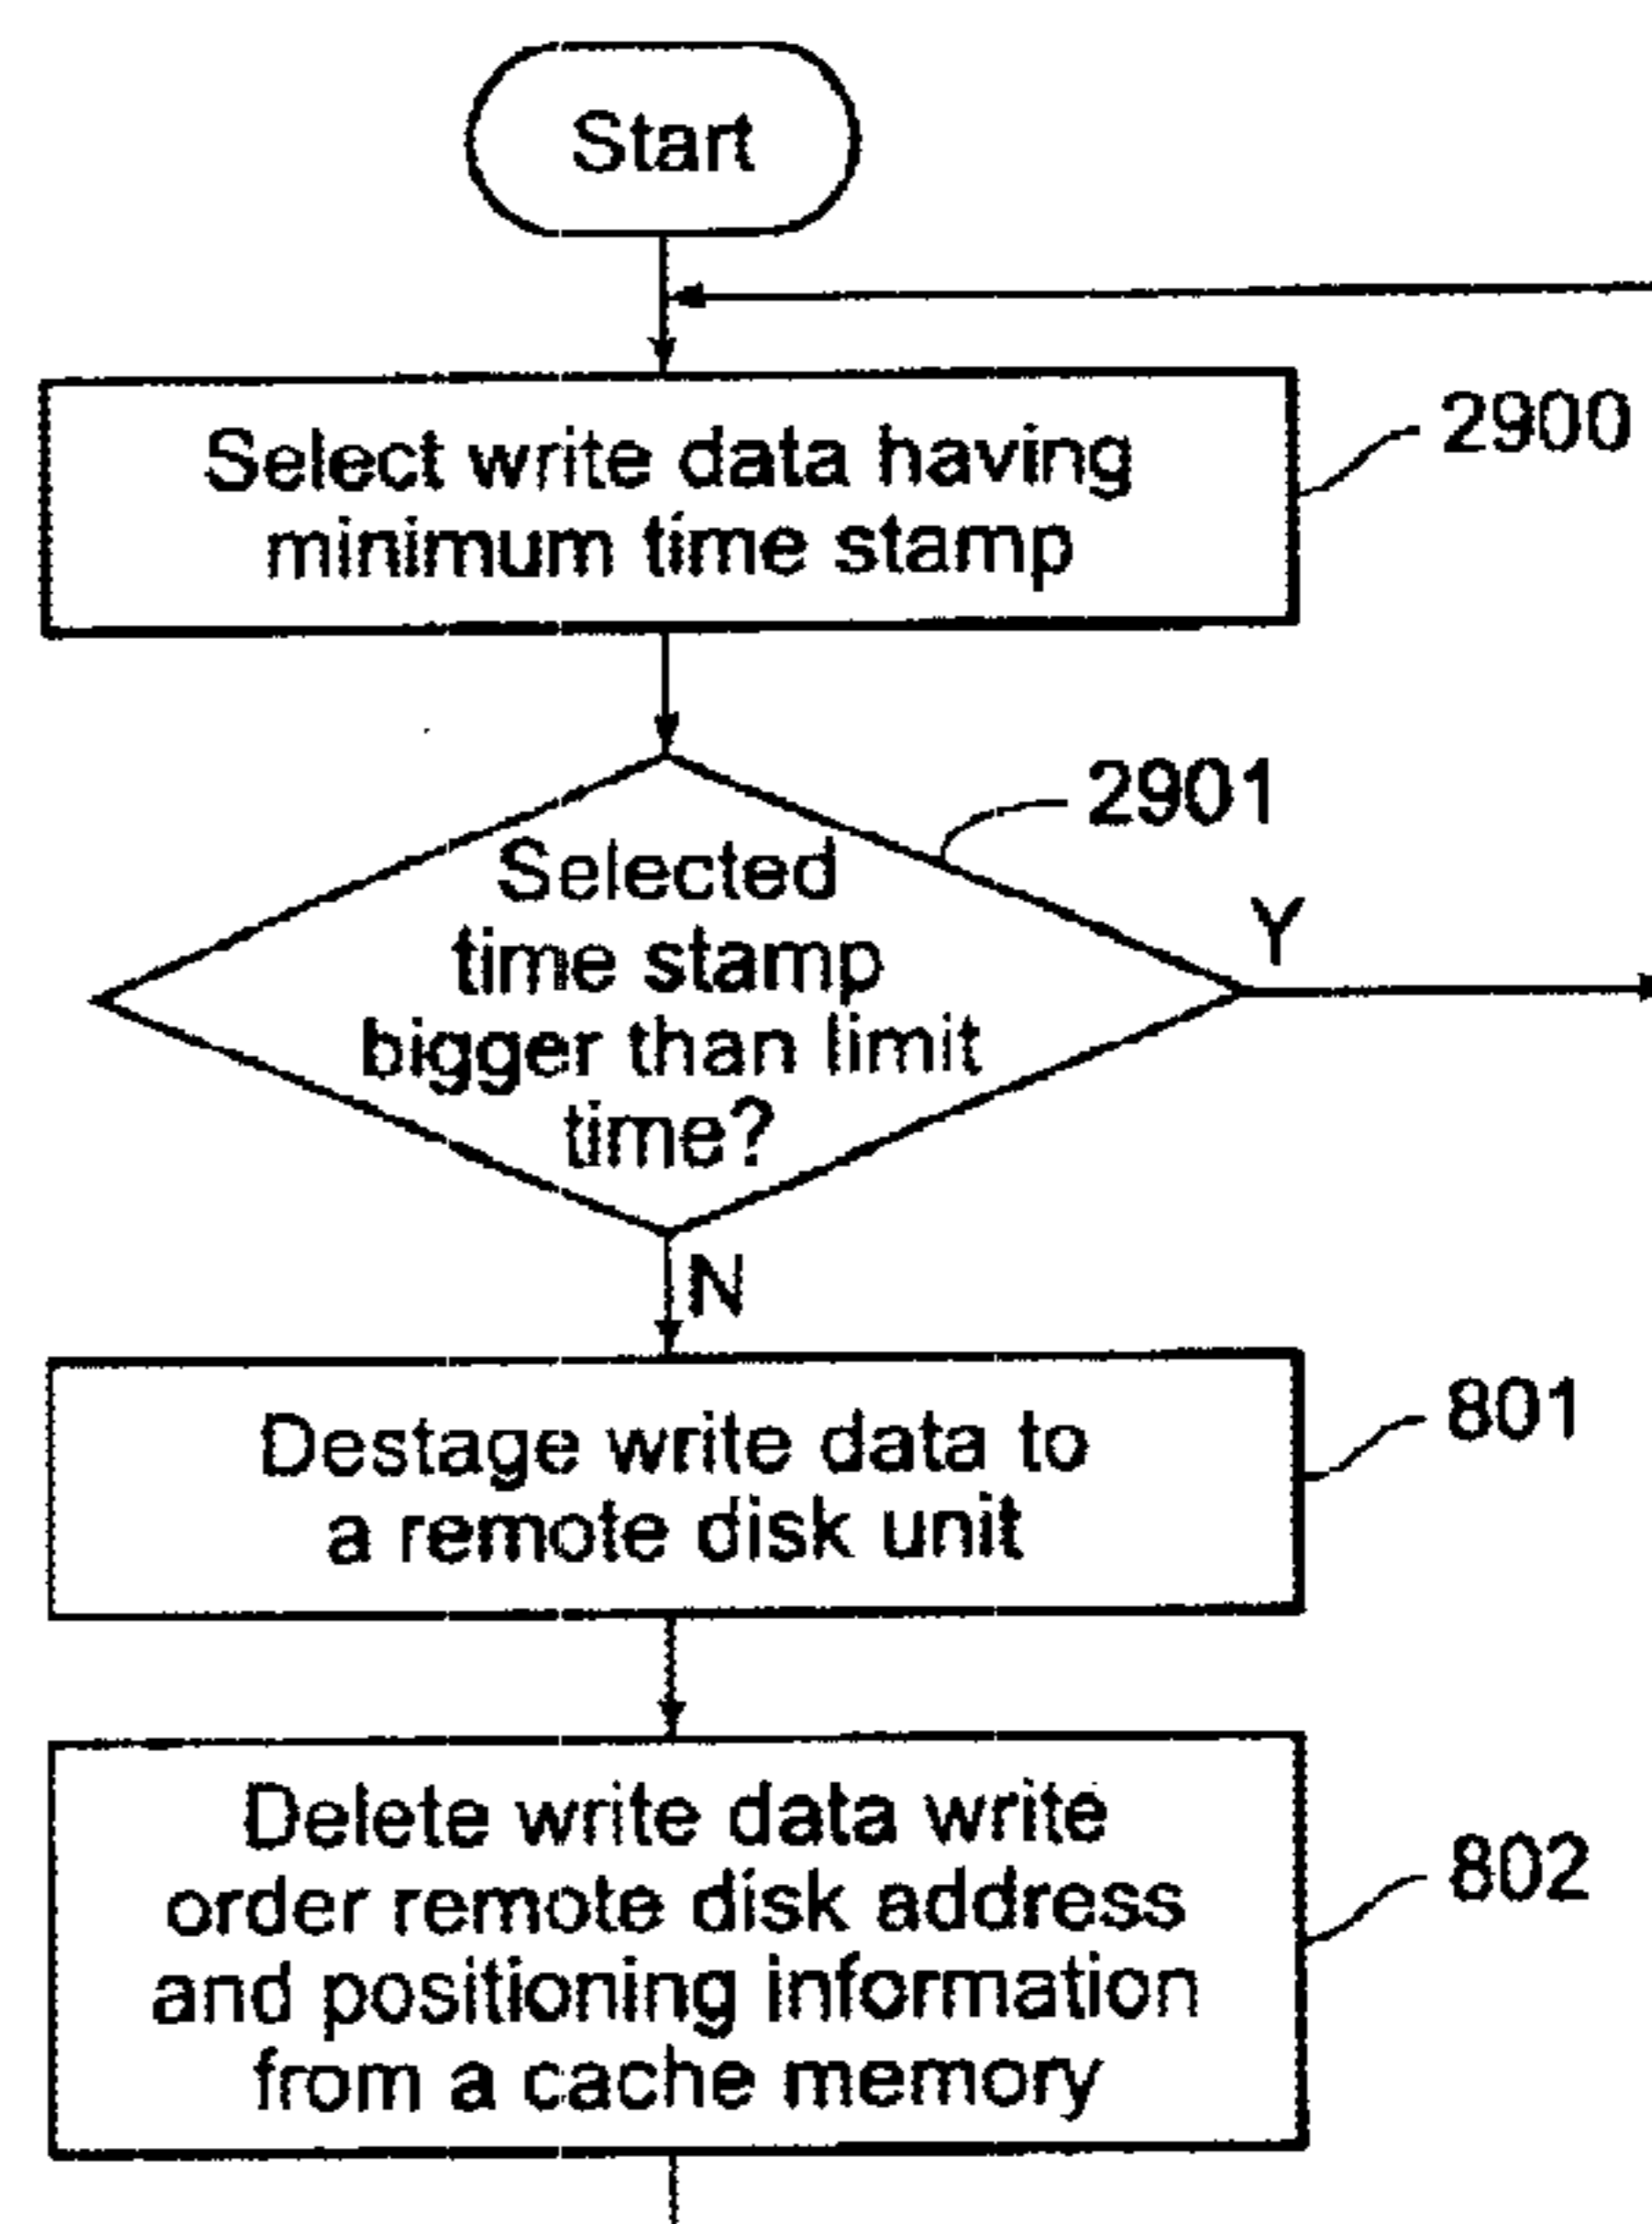 Start
Select write data having
minimum time stamp
2900
2901
Selected
time stamp
bigger than limit
time?
Y
N
Destage write data to
a remote disk unit
801
Delete write data write
order remote disk address
and positioning information
from a cache memory
802